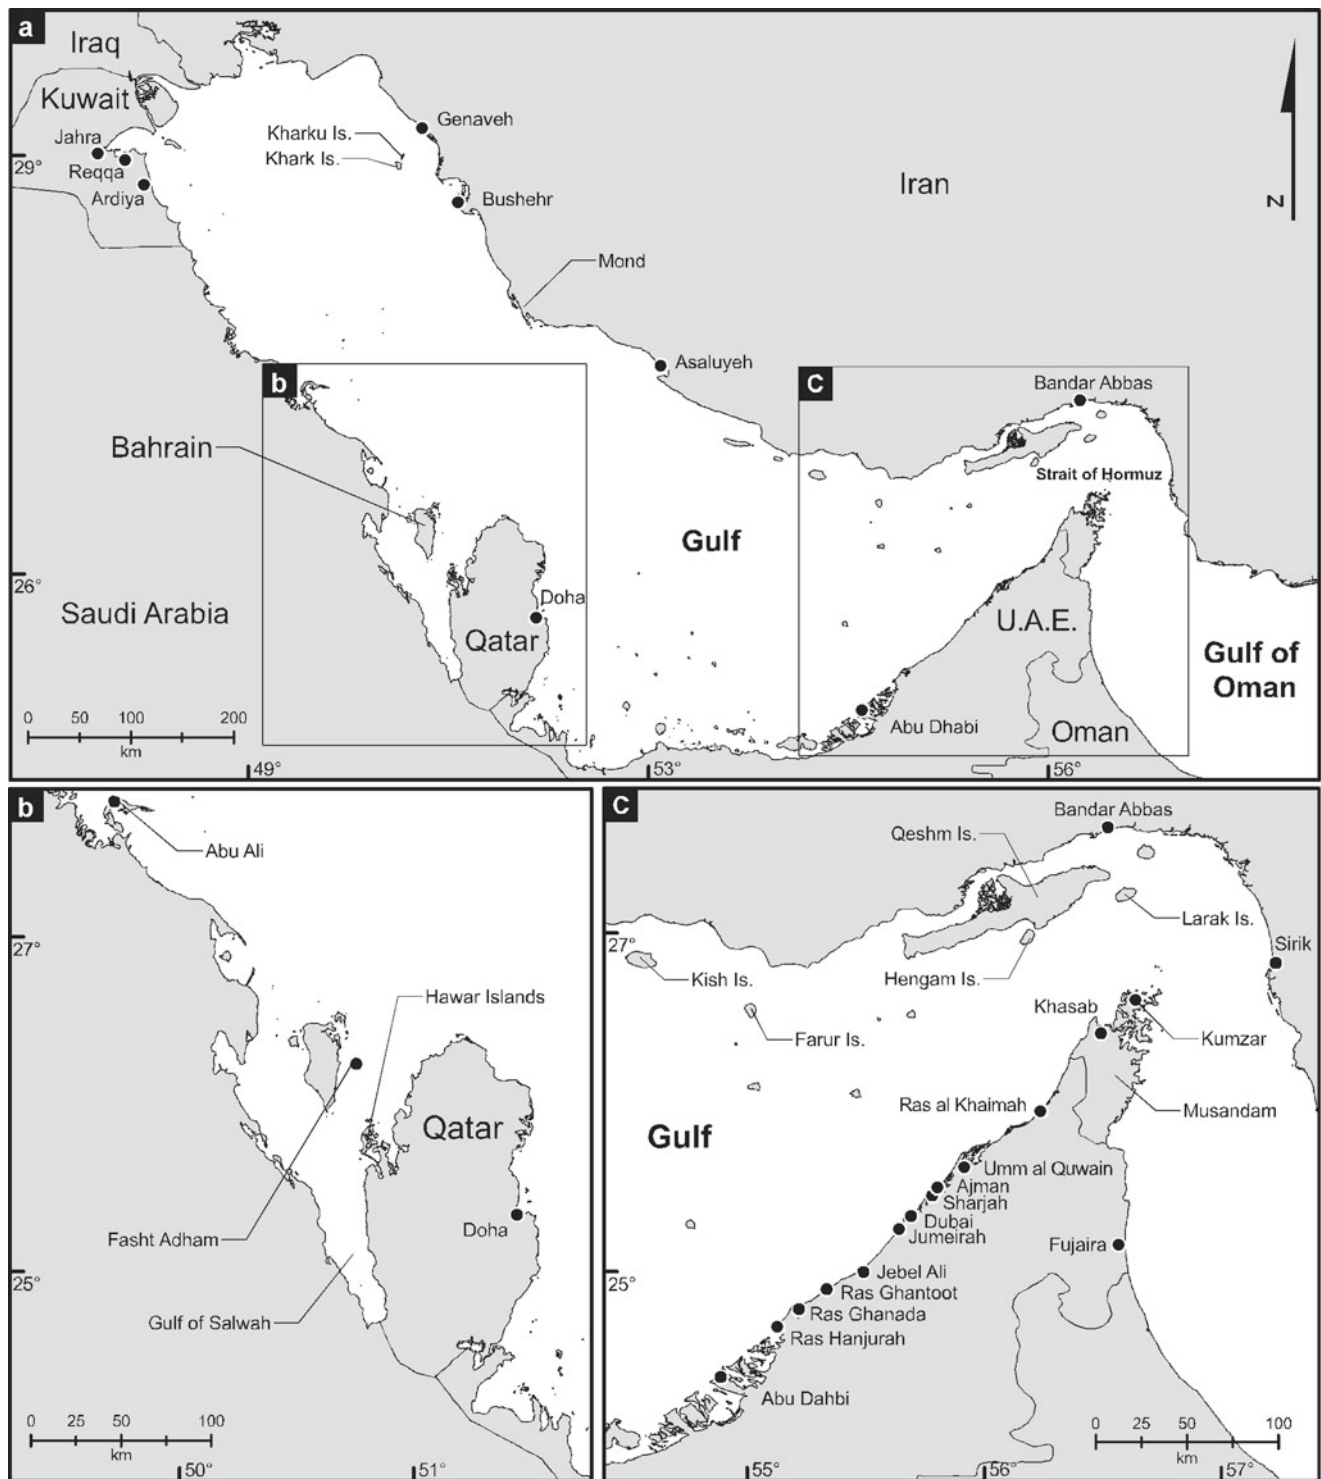 a
Iraq
Kuwait
Jahra
29°
Reqqa
Ardiya
Kharku Is.
Khark Is.
Genaveh
Bushehr
Mond
Iran
N
Asaluyeh
b
c
Bandar Abbas
Bahrain
Strait of Hormuz
Gulf
26°
Saudi Arabia
Doha
Qatar
U.A.E.
Gulf of
Oman
Abu Dhabi
Oman
0 50 100 200
km
49° 53° 56°
b
Abu Ali
27°
Hawar Islands
Qatar
Fasht Adham
Doha
25°
Gulf of Salwah
0 25 50 100
km
50° 51°
c
Bandar Abbas
Qeshm Is.
Larak Is.
27°
Sirik
Kish Is.
Hengam Is.
Khasab
Farur Is.
Kumzar
Ras al Khaimah
Musandam
Gulf
Umm al Quwain
Ajman
Sharjah
Dubai
Jumeirah
Fujaira
25°
Jebel Ali
Ras Ghantoot
Ras Ghanada
Ras Hanjurah
Abu Dahbi
0 25 50 100
km
55° 56° 57°